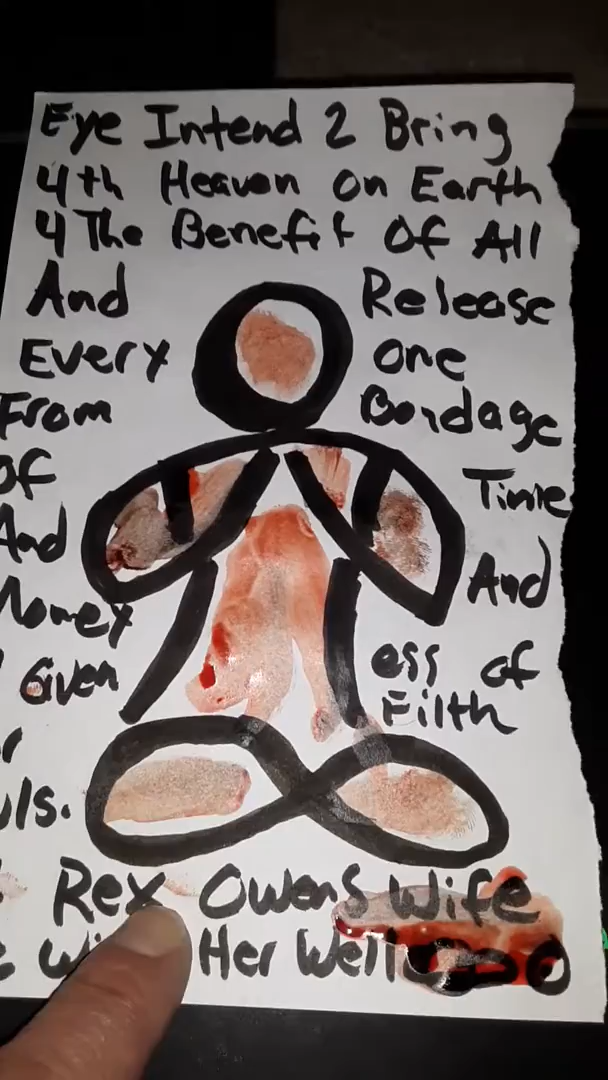 Eye Intend 2 Bring
4th Heaven On Earth
4 The Benefit Of All
And Release
Every one
From Bondage
Of Time
And And
Money ess of
Given Filth
Rex Owens Wife
Her Well